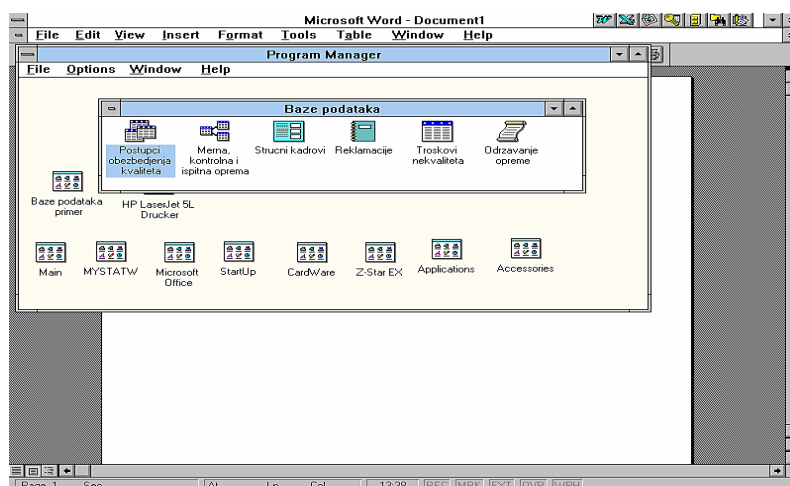 Microsoft Word - Document1
File Edit View Insert Format Tools Table Window Help
Program Manager
File Options Window Help
Baze podataka
Postupci
obezbedjenja
kvaliteta
Merna,
kontrolna i
ispitna oprema
Strucni kadrovi
Reklamacije
Troskovi
nekvaliteta
Odrzavanje
opreme
Baze podataka
primer
HP LaserJet 5L
Drucker
Main
MYSTATW
Microsoft
Office
StartUp
CardWare
Z-Star EX
Applications
Accessories
Page 1 Sec At Ln Col 13:38 REC MRK EXT OVR WPH